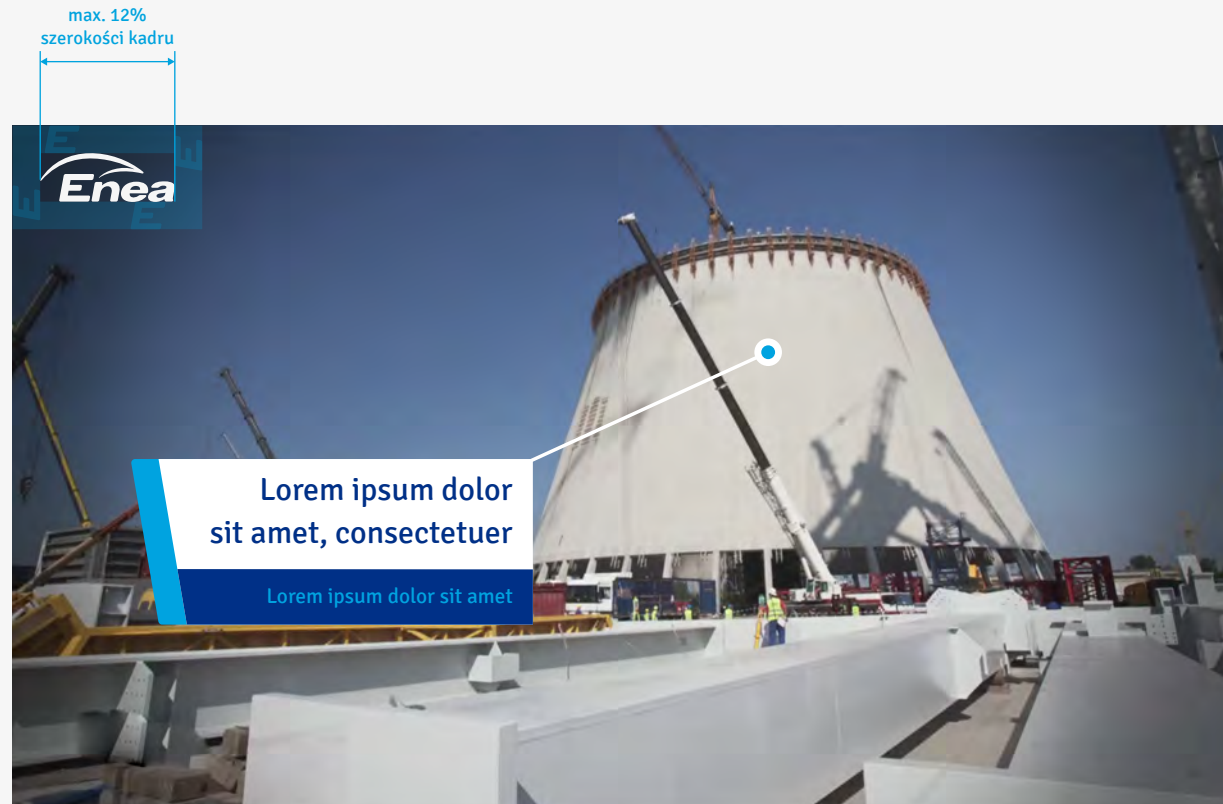 max. 12%
szerokości kadru
E
E
Enea
E
E
Lorem ipsum dolor
sit amet, consectetuer
Lorem ipsum dolor sit amet